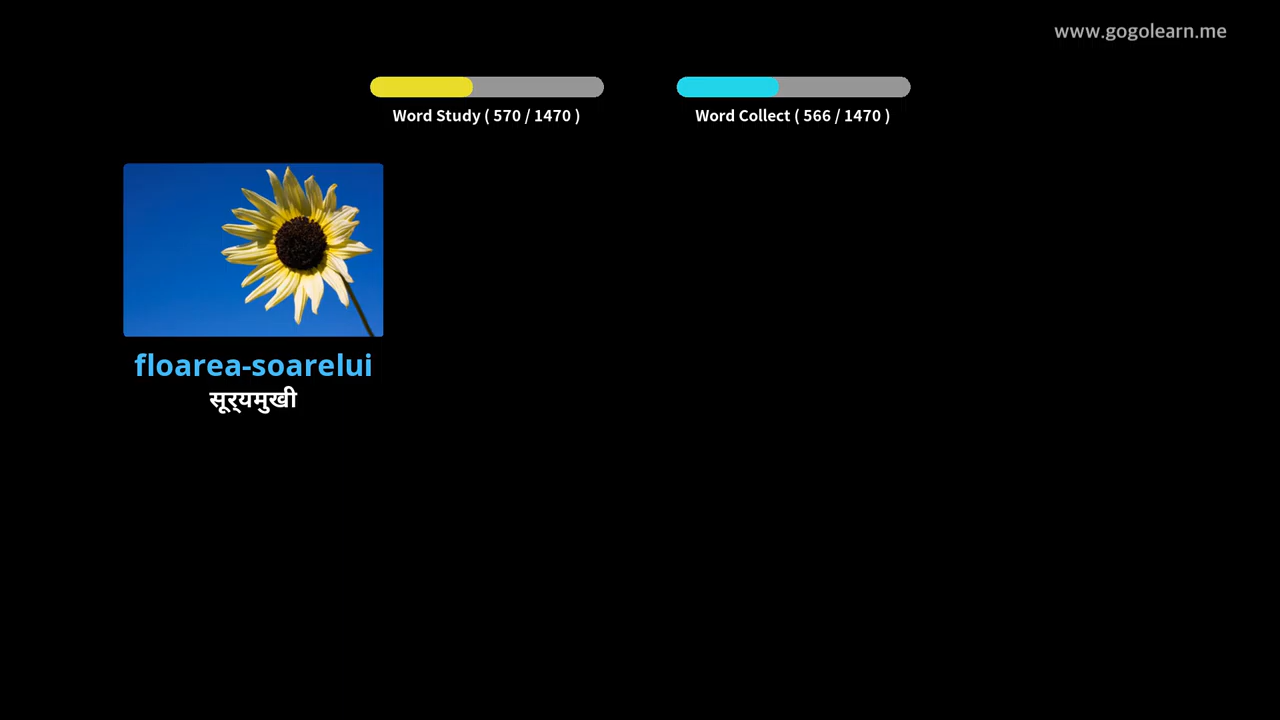 www.gogolearn.me
Word Study ( 570 / 1470 )
Word Collect ( 566 / 1470 )
floarea-soarelui
सूर्यमुखी